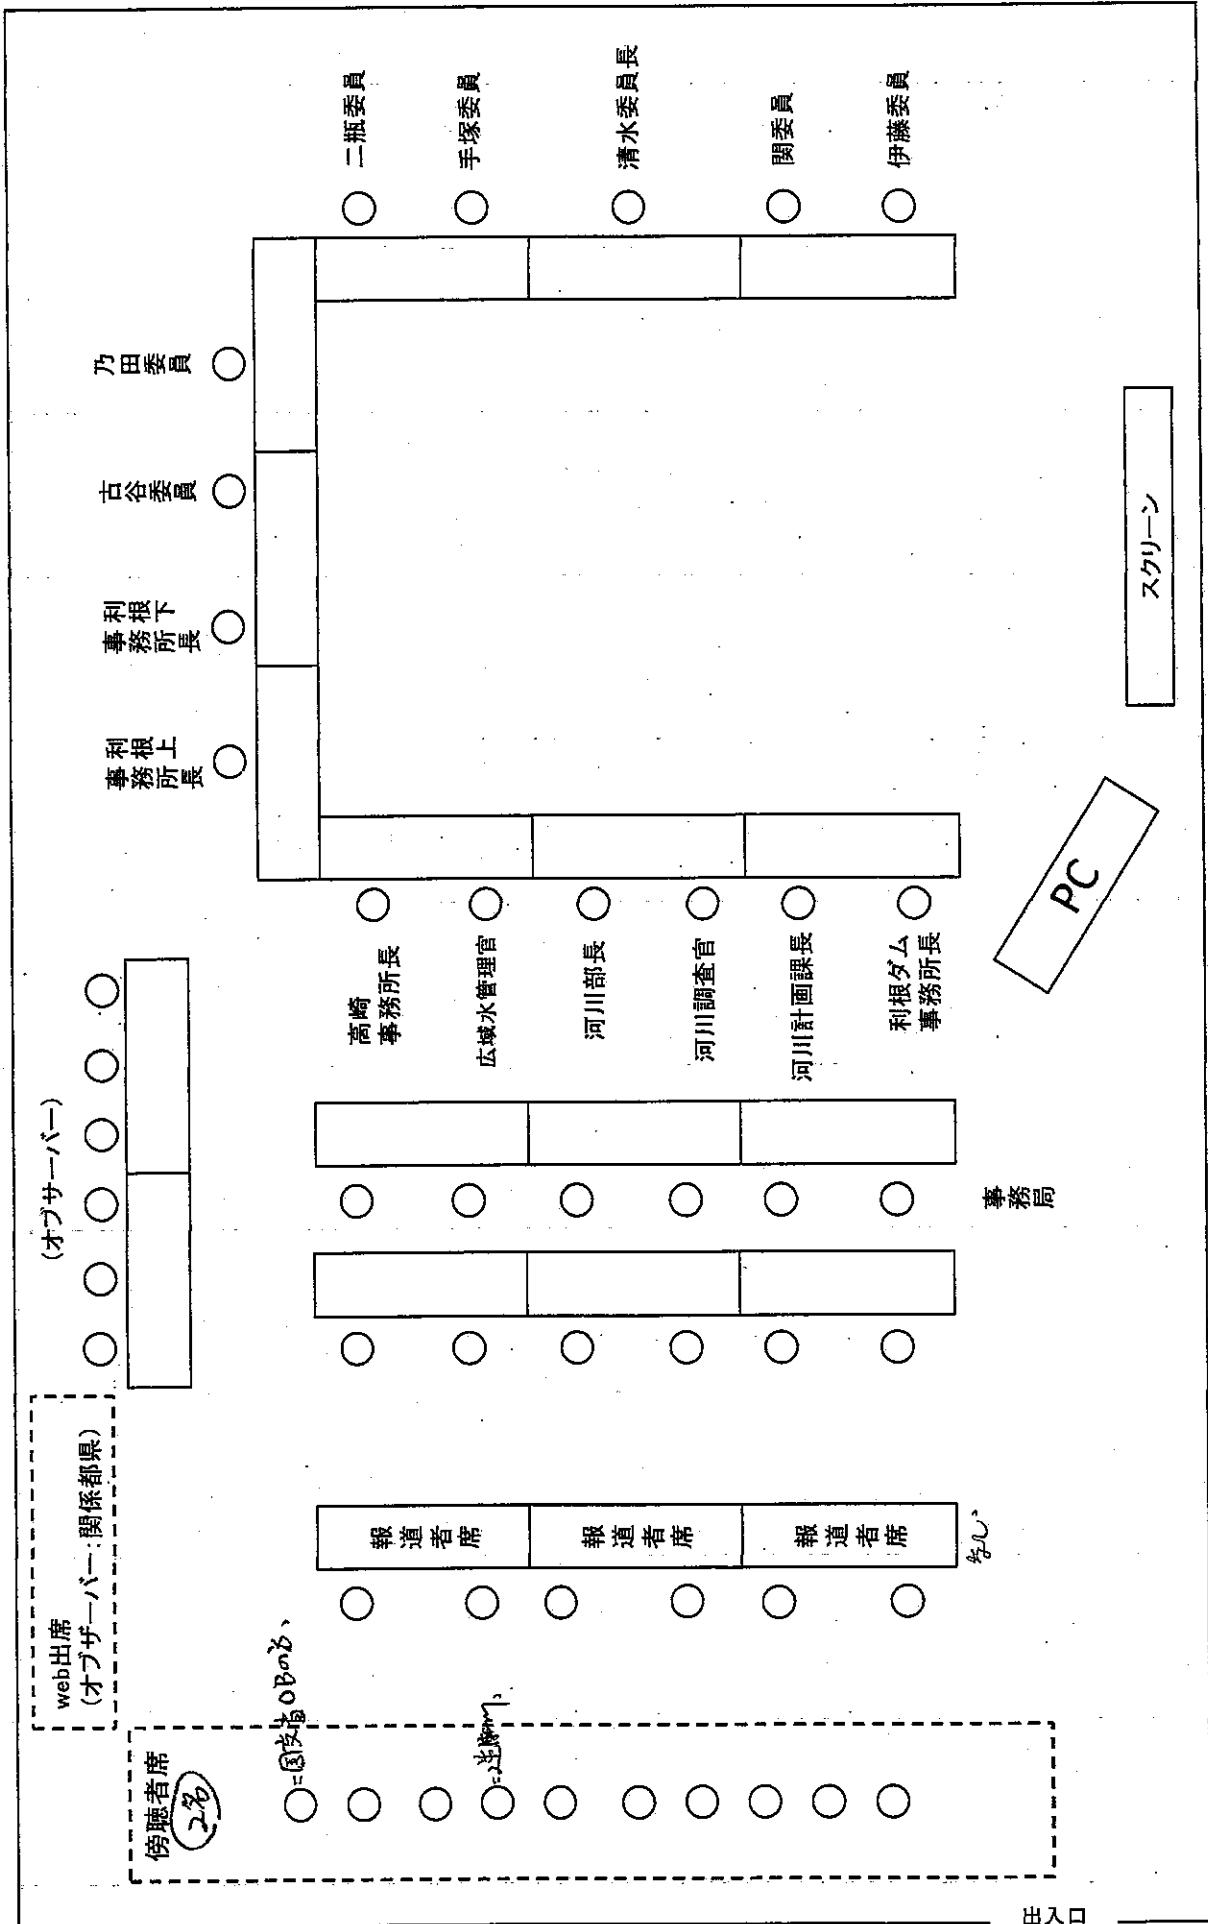 二瓶委員
手塚委員
清水委員長
関委員
伊藤委員
乃田委員
古谷委員
利根下
事務所長
利根上
事務所長
スクリーン
PC
高崎
事務所長
広域水管理官
河川部長
河川調査官
河川計画課長
利根ダム
事務所長
(オブサーバー)
事務局
web出席
(オブザーバー:関係都県)
報道者席
報道者席
報道者席
なし
傍聴者席
2名
出入口